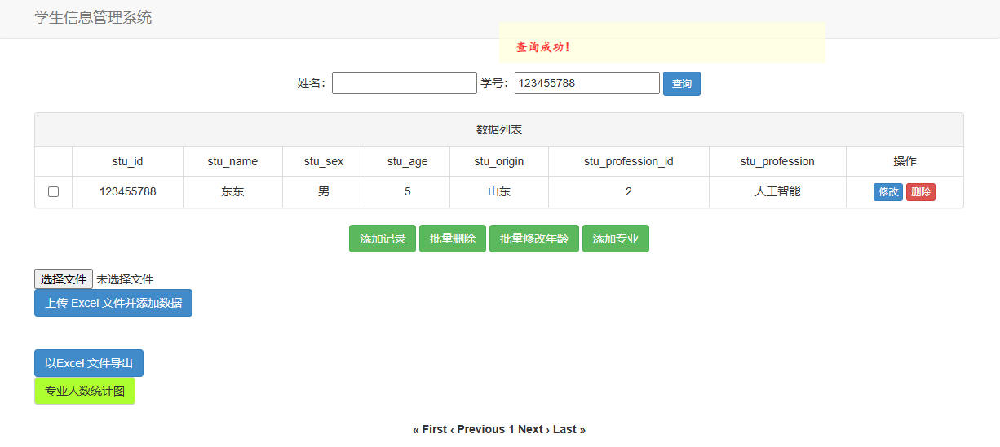 学生信息管理系统
查询成功!
姓名: 学号: 123455788 查询
数据列表
stu_id stu_name stu_sex stu_age stu_origin stu_profession_id stu_profession 操作
123455788 东东 男 5 山东 2 人工智能 修改 删除
添加记录 批量删除 批量修改年龄 添加专业
选择文件 未选择文件
上传 Excel 文件并添加数据
以Excel 文件导出
专业人数统计图
« First ‹ Previous 1 Next › Last »